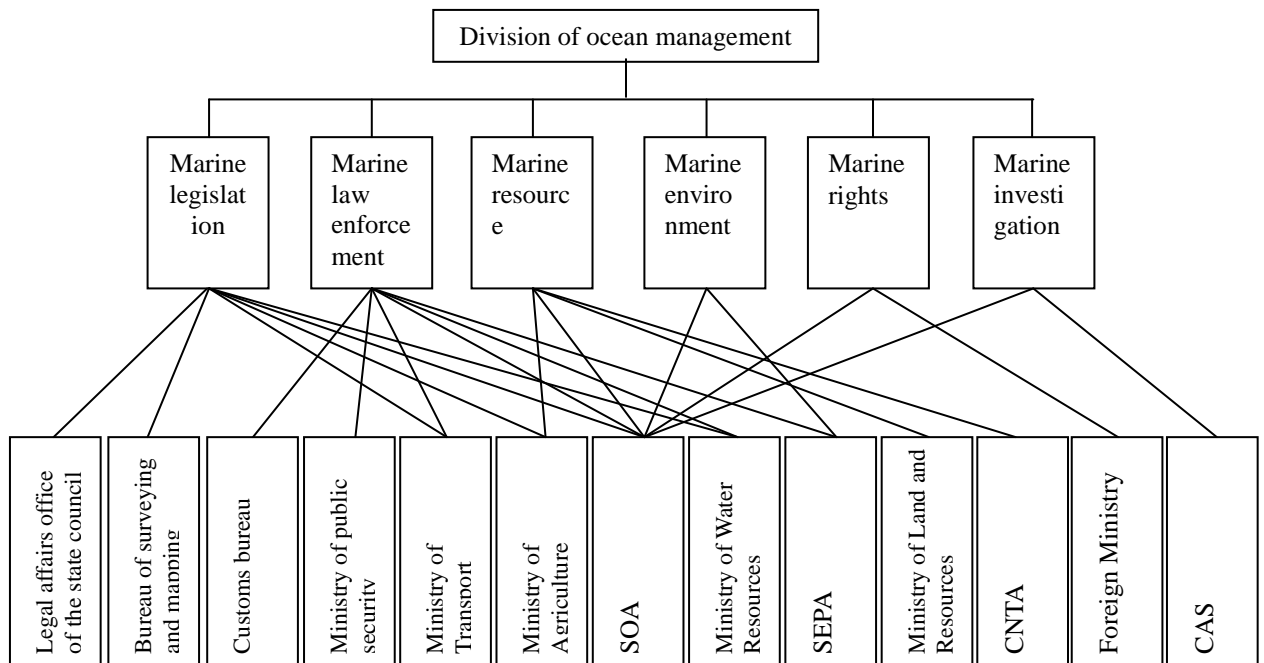 Division of ocean management
Marine
legislat
ion
Marine
law
enforce
ment
Marine
resourc
e
Marine
enviro
nment
Marine
rights
Marine
investi
gation
Legal affairs office
of the state council
Bureau of surveying
and mapping
Customs bureau
Ministry of public
security
Ministry of
Transport
Ministry of
Agriculture
SOA
Ministry of Water
Resources
SEPA
Ministry of Land and
Resources
CNTA
Foreign Ministry
CAS